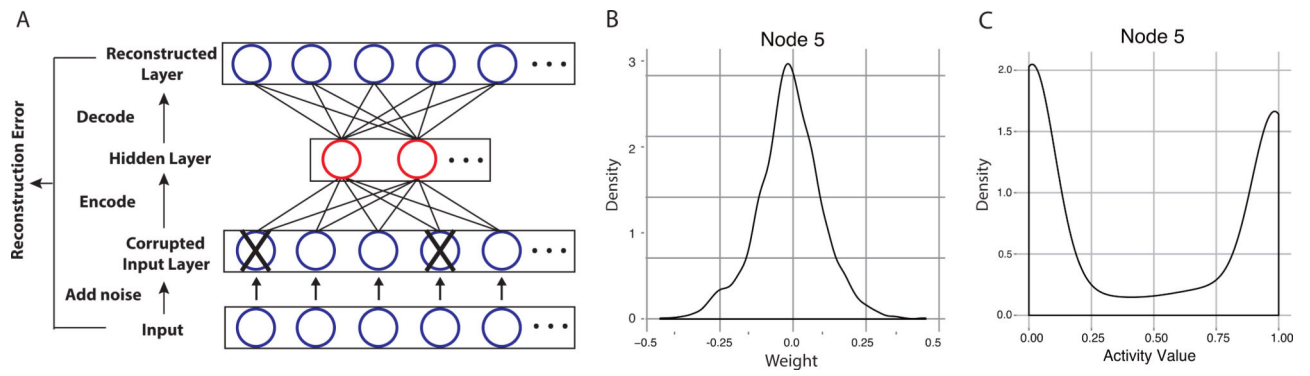 A
Reconstructed
Layer
Decode
Hidden Layer
Encode
Corrupted
Input Layer
Add noise
Input
Reconstruction Error
B
Node 5
Density
3
2
1
0
-0.5
-0.25
0.0
0.25
0.5
Weight
C
Node 5
Density
2.0
1.5
1.0
0.5
0.0
0.00
0.25
0.50
0.75
1.00
Activity Value